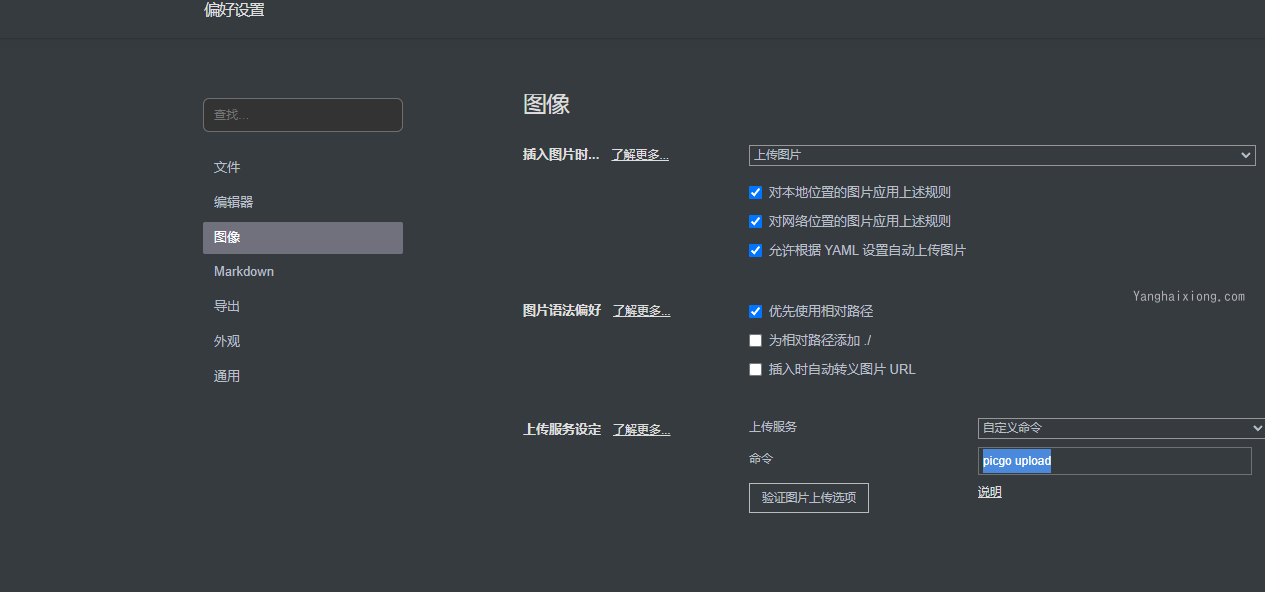 偏好设置
查找...
文件
编辑器
图像
Markdown
导出
外观
通用
图像
插入图片时... 了解更多... 上传图片
对本地位置的图片应用上述规则
对网络位置的图片应用上述规则
允许根据 YAML 设置自动上传图片
Yanghaixiong.com
图片语法偏好 了解更多... 优先使用相对路径
为相对路径添加 ./
插入时自动转义图片 URL
上传服务设定 了解更多... 上传服务 自定义命令
命令 picgo upload
验证图片上传选项 说明